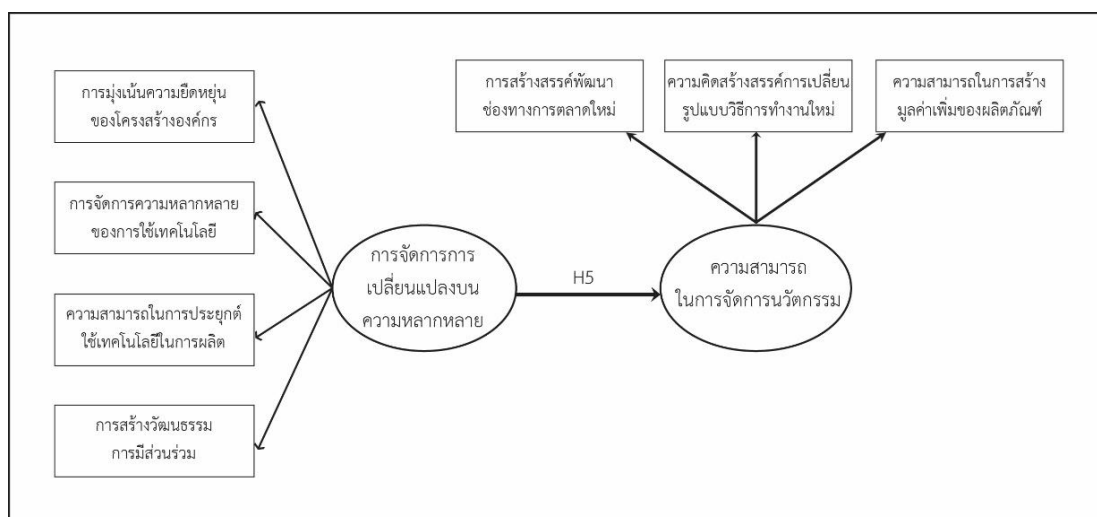 การมุ่งเน้นความยืดหยุ่น
ของโครงสร้างองค์กร
การจัดการความหลากหลาย
ของการใช้เทคโนโลยี
ความสามารถในการประยุกต์
ใช้เทคโนโลยีในการผลิต
การสร้างวัฒนธรรม
การมีส่วนร่วม
การจัดการการ
เปลี่ยนแปลงบน
ความหลากหลาย
H5
การสร้างสรรค์พัฒนา
ช่องทางการตลาดใหม่
ความคิดสร้างสรรค์การเปลี่ยน
รูปแบบวิธีการทำงานใหม่
ความสามารถในการสร้าง
มูลค่าเพิ่มของผลิตภัณฑ์
ความสามารถ
ในการจัดการนวัตกรรม